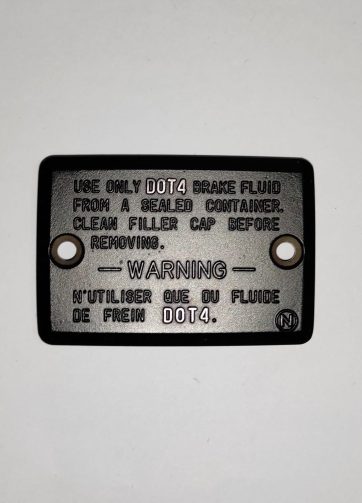 USE ONLY DOT4 BRAKE FLUID
FROM A SEALED CONTAINER.
CLEAN FILLER CAP BEFORE
REMOVING.
— WARNING —
N'UTILISER QUE DU FLUIDE
DE FREIN DOT4.
N